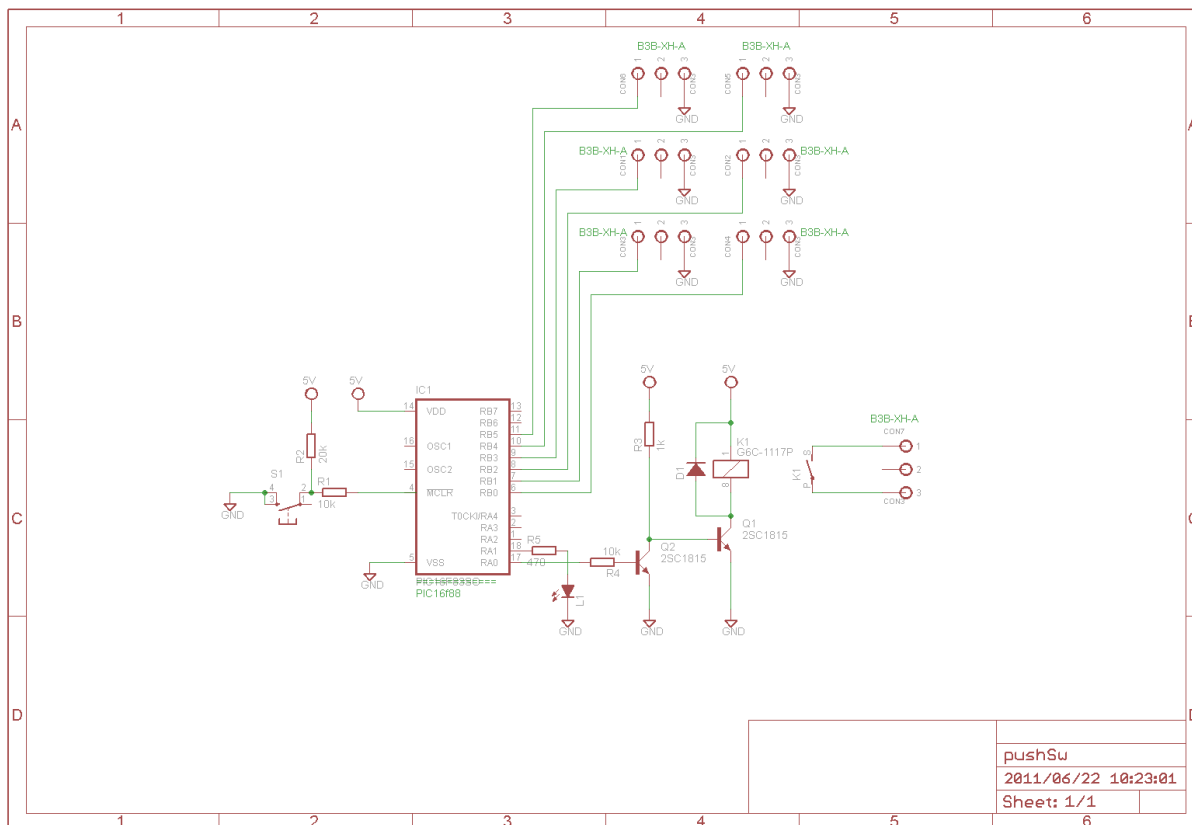 1 2 3 4 5 6
B3B-XH-A B3B-XH-A
1 2 3 1 2 3
CON6 CON3 CON5 CON3
GND GND
A A
B3B-XH-A B3B-XH-A
1 2 3 1 2 3
CON1 CON3 CON2 CON3
GND GND
B3B-XH-A B3B-XH-A
1 2 3 1 2 3
CON3 CON3 CON4 CON3
GND GND
B B
5V 5V 5V 5V
IC1
14 VDD RB7 13
RB6 12
RB5 11
16 OSC1 RB4 10
RB3 9
15 OSC2 RB2 8
RB1 7
4 MCLR RB0 6
T0CKI/RA4 3
RA3 2
RA2 1
RA1 18
5 VSS RA0 17
PIC16f88
R2 20k
S1
4 2
3 1
R1
10k
GND
GND
R5
470
L1
GND
10k
R4
R3 1k
Q2
2SC1815
GND
D1
K1
G6C-1117P
1
8
Q1
2SC1815
GND
B3B-XH-A
CON7
K1 S P
1
2
3
CON3
C C
D D
pushSw
2011/06/22 10:23:01
Sheet: 1/1
1 2 3 4 5 6